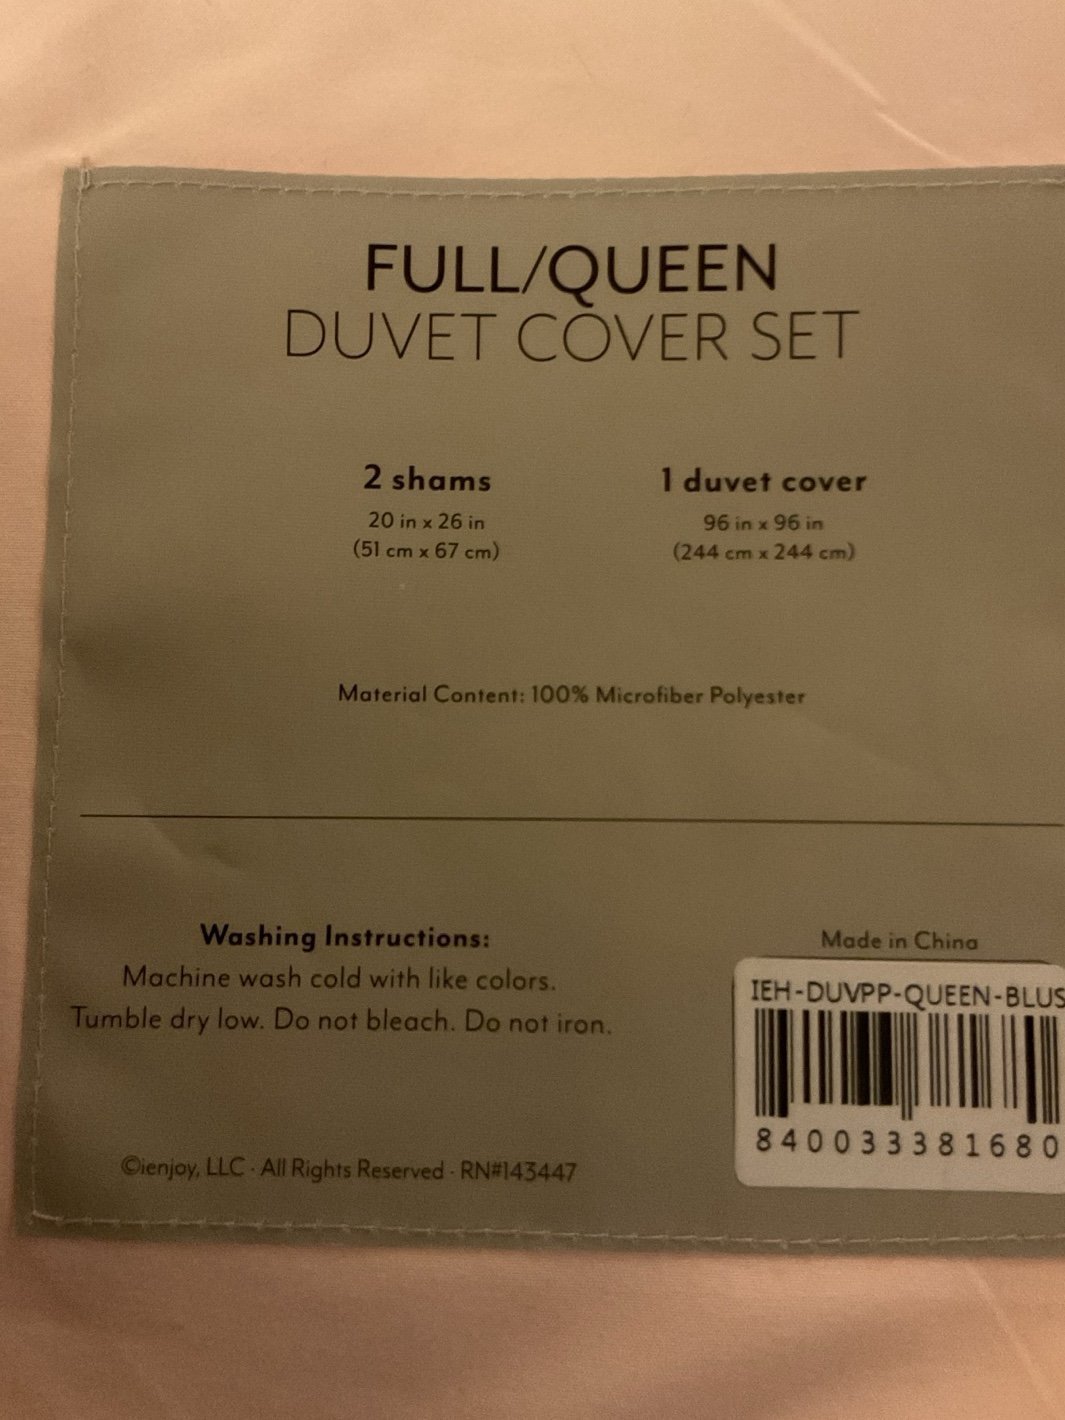 FULL/QUEEN
DUVET COVER SET
2 shams
20 in x 26 in
(51 cm x 67 cm)
1 duvet cover
96 in x 96 in
(244 cm x 244 cm)
Material Content: 100% Microfiber Polyester
Washing Instructions:
Machine wash cold with like colors.
Tumble dry low. Do not bleach. Do not iron.
©ienjoy, LLC · All Rights Reserved · RN#143447
Made in China
IEH-DUVPP-QUEEN-BLUS
840033381680